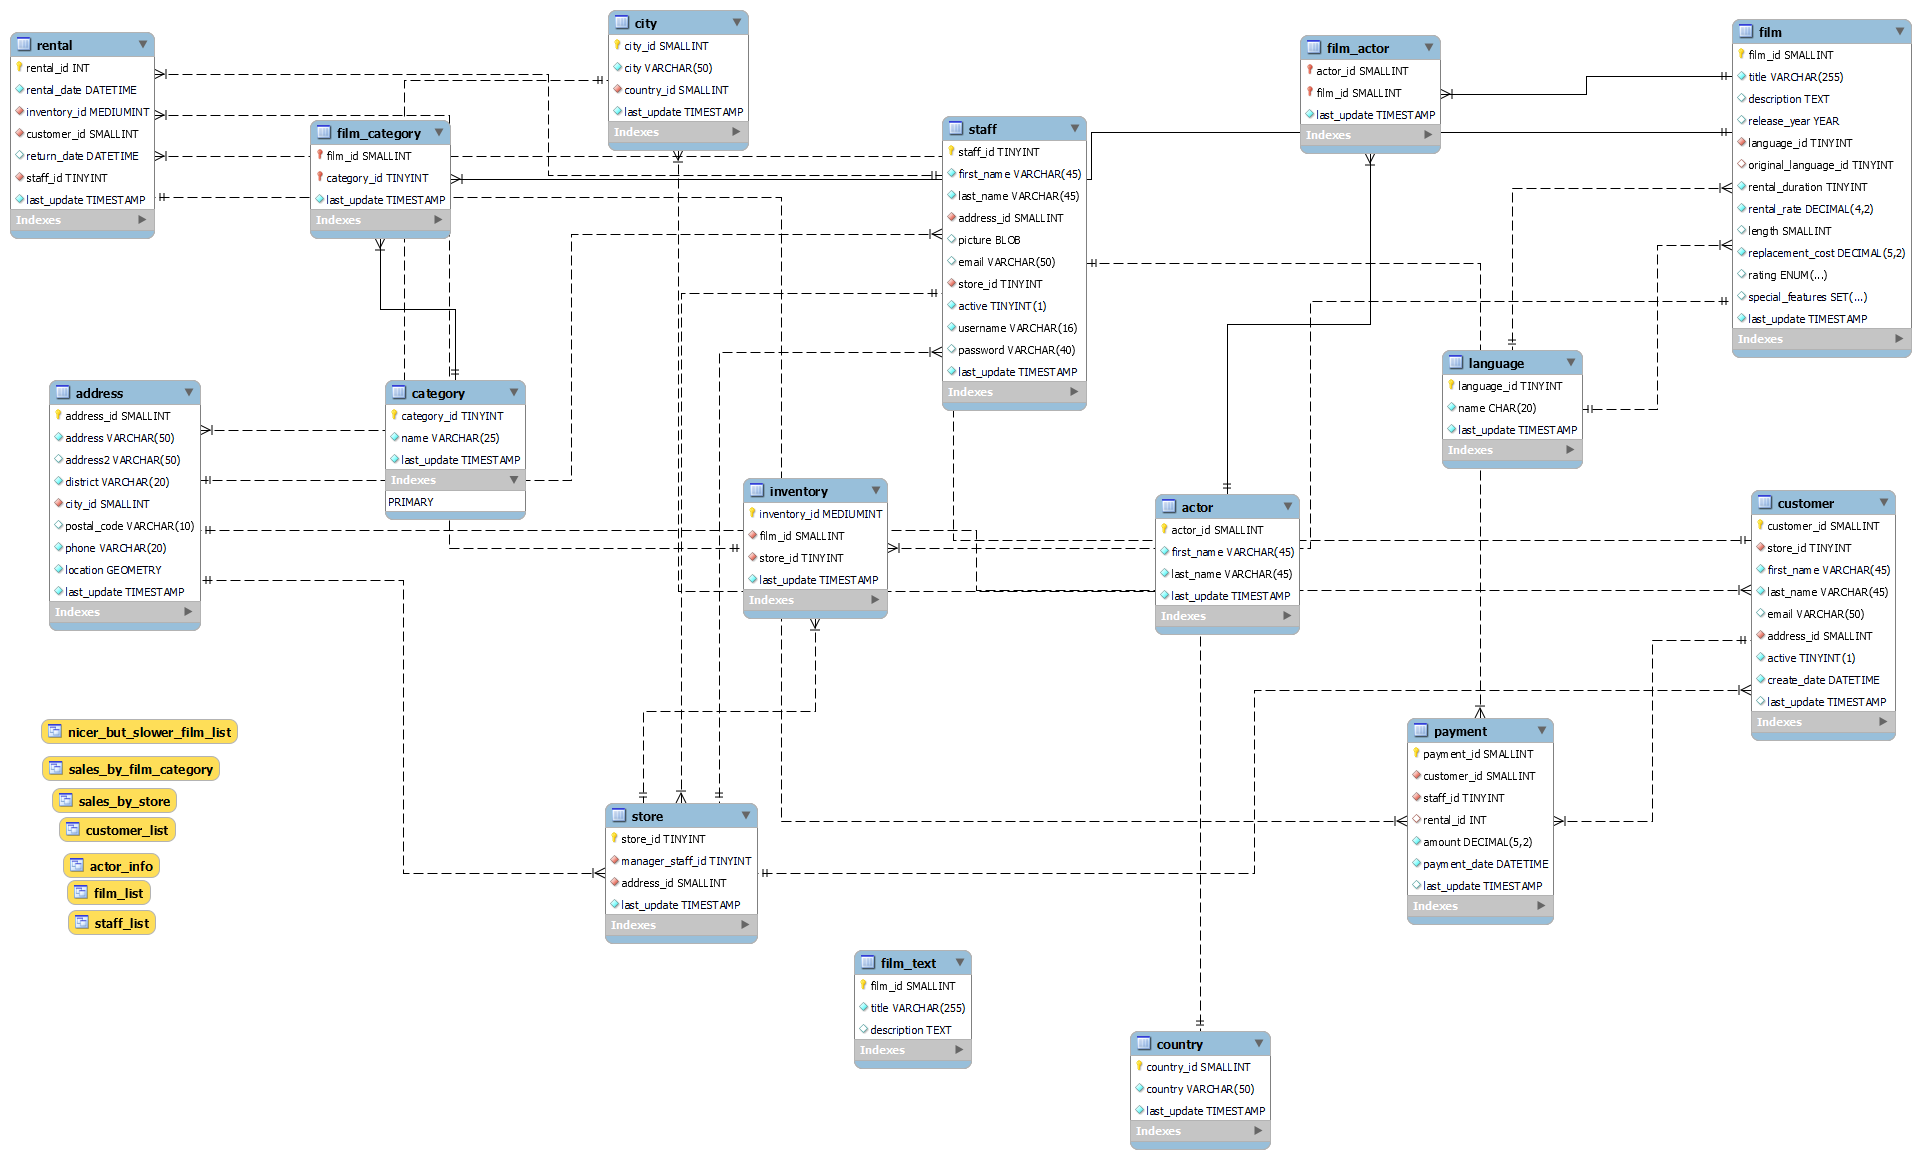 rental
rental_id INT
rental_date DATETIME
inventory_id MEDIUMINT
customer_id SMALLINT
return_date DATETIME
staff_id TINYINT
last_update TIMESTAMP
Indexes
film_category
film_id SMALLINT
category_id TINYINT
last_update TIMESTAMP
Indexes
city
city_id SMALLINT
city VARCHAR(50)
country_id SMALLINT
last_update TIMESTAMP
Indexes
staff
staff_id TINYINT
first_name VARCHAR(45)
last_name VARCHAR(45)
address_id SMALLINT
picture BLOB
email VARCHAR(50)
store_id TINYINT
active TINYINT(1)
username VARCHAR(16)
password VARCHAR(40)
last_update TIMESTAMP
Indexes
film_actor
actor_id SMALLINT
film_id SMALLINT
last_update TIMESTAMP
Indexes
film
film_id SMALLINT
title VARCHAR(255)
description TEXT
release_year YEAR
language_id TINYINT
original_language_id TINYINT
rental_duration TINYINT
rental_rate DECIMAL(4,2)
length SMALLINT
replacement_cost DECIMAL(5,2)
rating ENUM(...)
special_features SET(...)
last_update TIMESTAMP
Indexes
address
address_id SMALLINT
address VARCHAR(50)
address2 VARCHAR(50)
district VARCHAR(20)
city_id SMALLINT
postal_code VARCHAR(10)
phone VARCHAR(20)
location GEOMETRY
last_update TIMESTAMP
Indexes
category
category_id TINYINT
name VARCHAR(25)
last_update TIMESTAMP
Indexes
PRIMARY
inventory
inventory_id MEDIUMINT
film_id SMALLINT
store_id TINYINT
last_update TIMESTAMP
Indexes
actor
actor_id SMALLINT
first_name VARCHAR(45)
last_name VARCHAR(45)
last_update TIMESTAMP
Indexes
language
language_id TINYINT
name CHAR(20)
last_update TIMESTAMP
Indexes
customer
customer_id SMALLINT
store_id TINYINT
first_name VARCHAR(45)
last_name VARCHAR(45)
email VARCHAR(50)
address_id SMALLINT
active TINYINT(1)
create_date DATETIME
last_update TIMESTAMP
Indexes
nicer_but_slower_film_list
sales_by_film_category
sales_by_store
customer_list
actor_info
film_list
staff_list
store
store_id TINYINT
manager_staff_id TINYINT
address_id SMALLINT
last_update TIMESTAMP
Indexes
payment
payment_id SMALLINT
customer_id SMALLINT
staff_id TINYINT
rental_id INT
amount DECIMAL(5,2)
payment_date DATETIME
last_update TIMESTAMP
Indexes
film_text
film_id SMALLINT
title VARCHAR(255)
description TEXT
Indexes
country
country_id SMALLINT
country VARCHAR(50)
last_update TIMESTAMP
Indexes